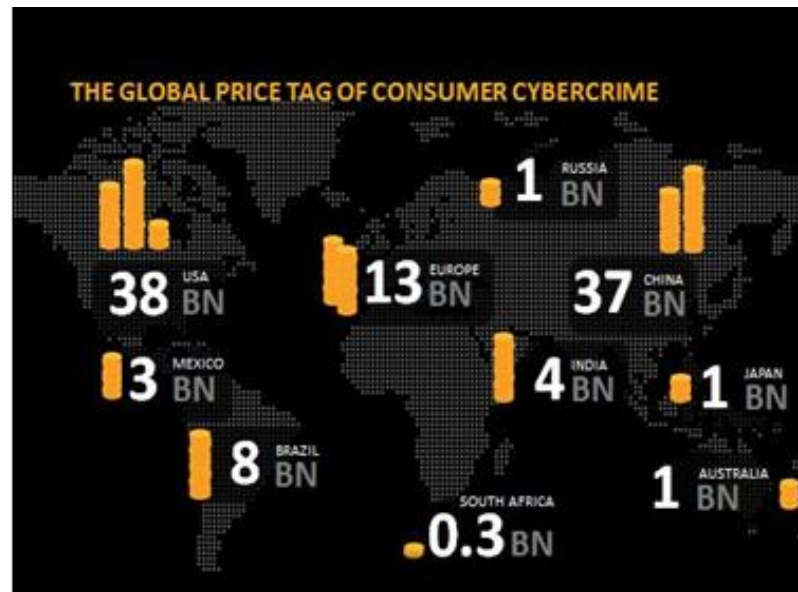 THE GLOBAL PRICE TAG OF CONSUMER CYBERCRIME
1 RUSSIA
BN
38 USA
BN
13 EUROPE
BN
37 CHINA
BN
3 MEXICO
BN
4 INDIA
BN
1 JAPAN
BN
8 BRAZIL
BN
1 AUSTRALIA
BN
SOUTH AFRICA
0.3 BN